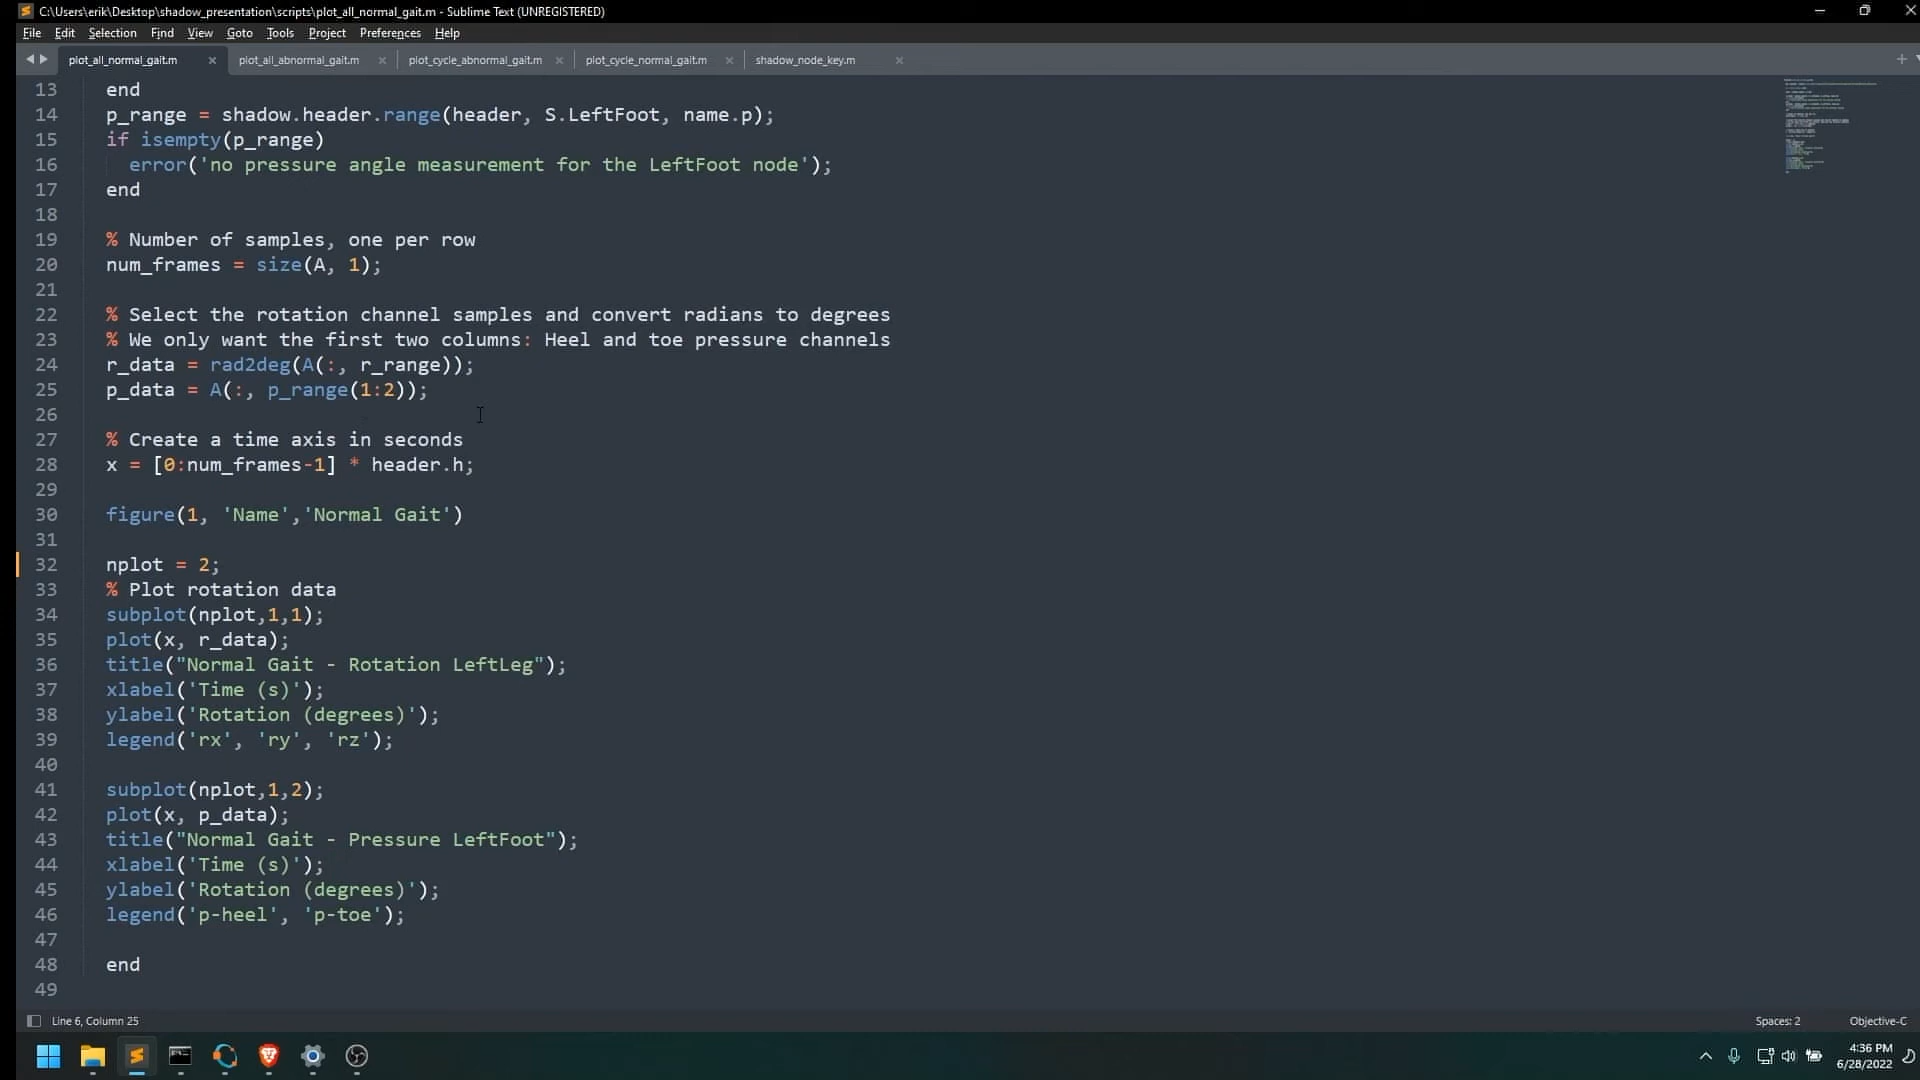 C:\Users\erik\Desktop\shadow_presentation\scripts\plot_all_normal_gait.m - Sublime Text (UNREGISTERED)
File Edit Selection Find View Goto Tools Project Preferences Help
plot_all_normal_gait.m plot_all_abnormal_gait.m plot_cycle_abnormal_gait.m plot_cycle_normal_gait.m shadow_node_key.m
13 end
14 p_range = shadow.header.range(header, S.LeftFoot, name.p);
15 if isempty(p_range)
16 error('no pressure angle measurement for the LeftFoot node');
17 end
18
19 % Number of samples, one per row
20 num_frames = size(A, 1);
21
22 % Select the rotation channel samples and convert radians to degrees
23 % We only want the first two columns: Heel and toe pressure channels
24 r_data = rad2deg(A(:, r_range));
25 p_data = A(:, p_range(1:2));
26
27 % Create a time axis in seconds
28 x = [0:num_frames-1] * header.h;
29
30 figure(1, 'Name','Normal Gait')
31
32 nplot = 2;
33 % Plot rotation data
34 subplot(nplot,1,1);
35 plot(x, r_data);
36 title("Normal Gait - Rotation LeftLeg");
37 xlabel('Time (s)');
38 ylabel('Rotation (degrees)');
39 legend('rx', 'ry', 'rz');
40
41 subplot(nplot,1,2);
42 plot(x, p_data);
43 title("Normal Gait - Pressure LeftFoot");
44 xlabel('Time (s)');
45 ylabel('Rotation (degrees)');
46 legend('p-heel', 'p-toe');
47
48 end
49
Line 6, Column 25 Spaces: 2 Objective-C
4:36 PM
6/28/2022